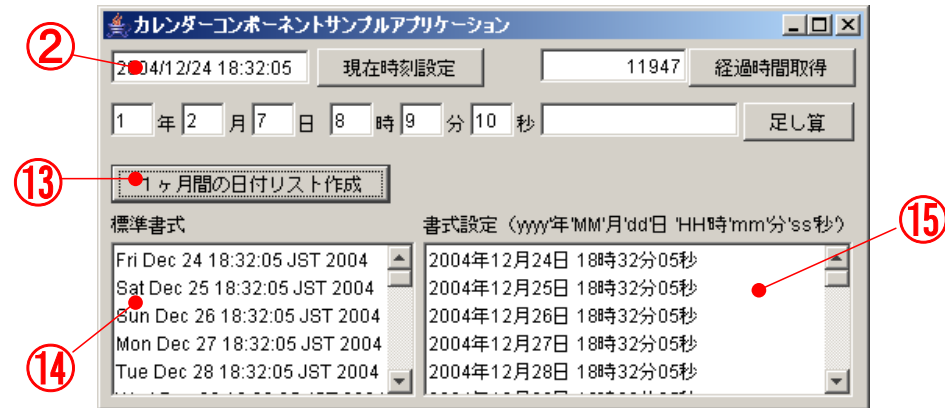 カレンダーコンポーネントサンプルアプリケーション
② 2004/12/24 18:32:05 現在時刻設定 11947 経過時間取得
1 年 2 月 7 日 8 時 9 分 10 秒 足し算
⑬ 1ヶ月間の日付リスト作成
標準書式 書式設定（yyyy'年'MM'月'dd'日 'HH'時'mm'分'ss'秒'）
⑮
Fri Dec 24 18:32:05 JST 2004 2004年12月24日 18時32分05秒
Sat Dec 25 18:32:05 JST 2004 2004年12月25日 18時32分05秒
Sun Dec 26 18:32:05 JST 2004 2004年12月26日 18時32分05秒
Mon Dec 27 18:32:05 JST 2004 2004年12月27日 18時32分05秒
⑭
Tue Dec 28 18:32:05 JST 2004 2004年12月28日 18時32分05秒